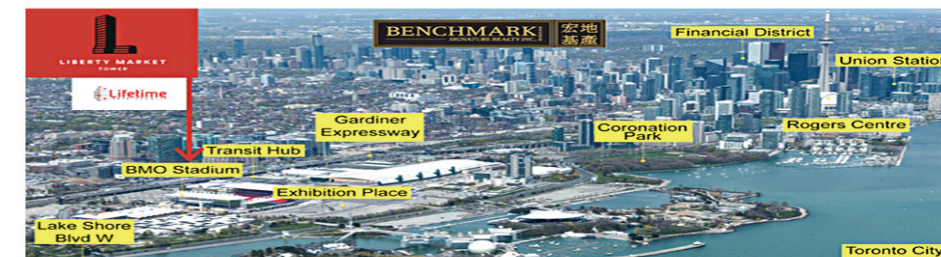 LIBERTY MARKET
TOWER
Lifetime
BENCHMARK
SIGNATURE REALTY INC.
宏地
基產
Financial District
Union Statio
Gardiner
Expressway
Coronation
Park
Rogers Centre
Transit Hub
BMO Stadium
Exhibition Place
Lake Shore
Blvd W
Toronto City